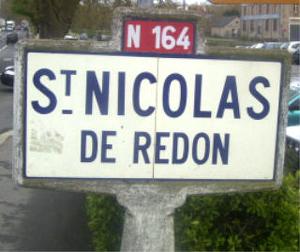 N 164
ST NICOLAS
DE REDON